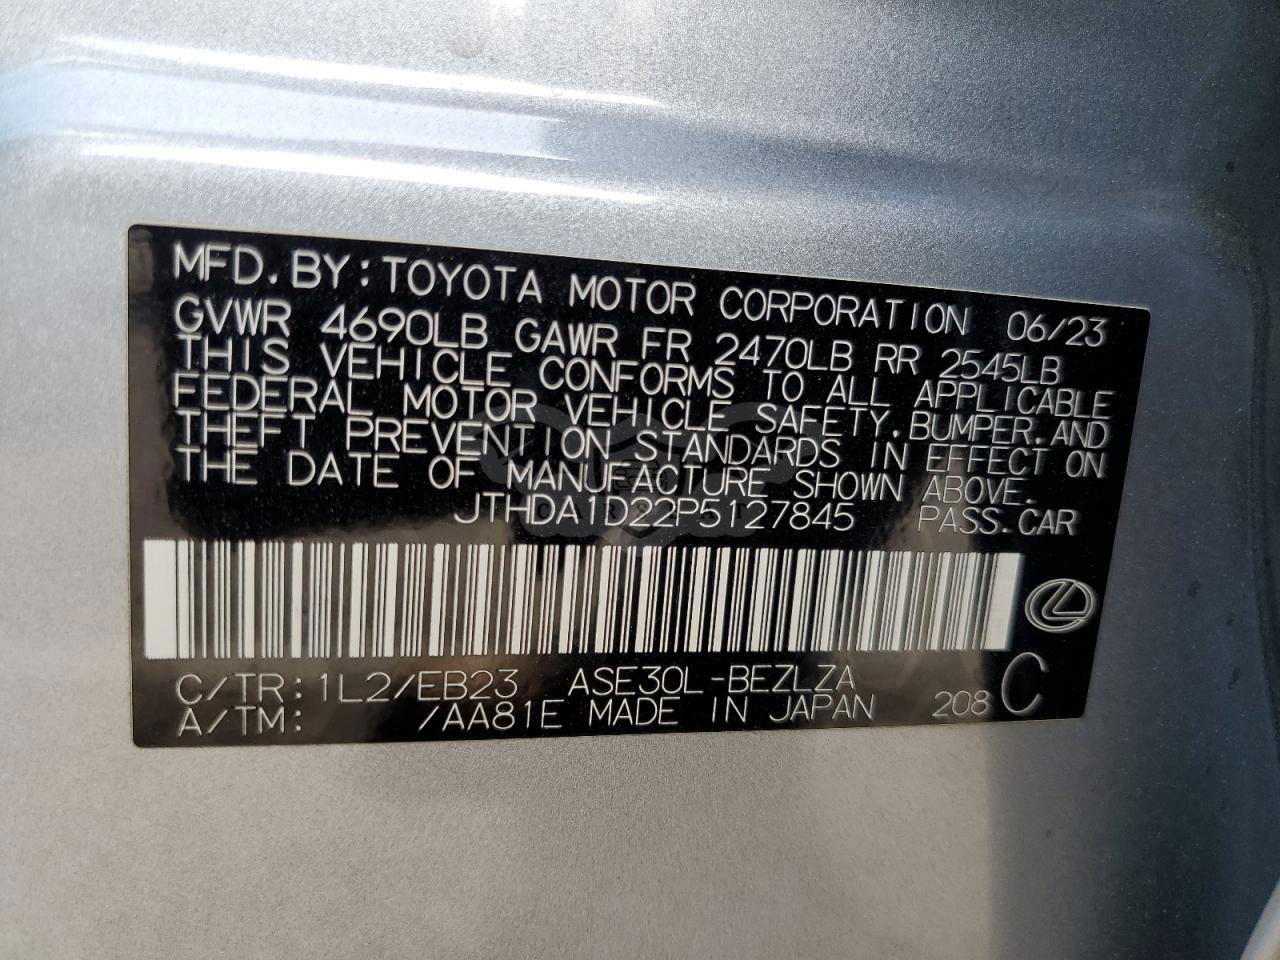 MFD.BY:TOYOTA MOTOR CORPORATION 06/23
GVWR 4690LB GAWR FR 2470LB RR 2545LB
THIS VEHICLE CONFORMS TO ALL APPLICABLE
FEDERAL MOTOR VEHICLE SAFETY,BUMPER,AND
THEFT PREVENTION STANDARDS IN EFFECT ON
THE DATE OF MANUFACTURE SHOWN ABOVE.
JTHDA1D22P5127845 PASS.CAR
C/TR:1L2/EB23 ASE30L-BEZLZA
A/TM: /AA81E MADE IN JAPAN 208 C